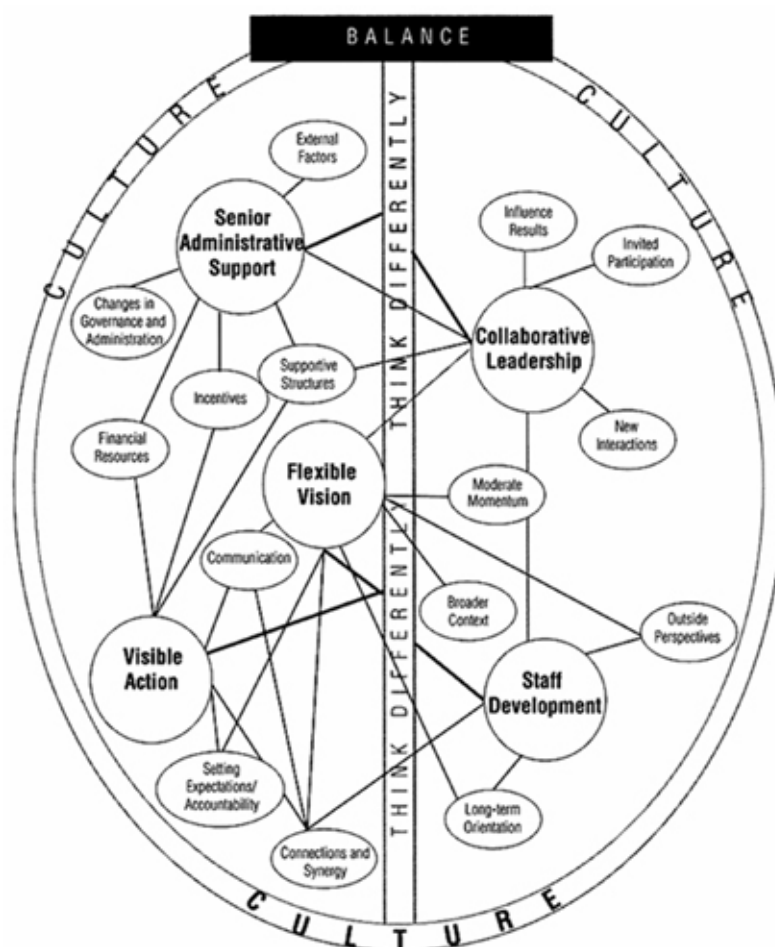 BALANCE
CULTURE
CULTURE
THINK DIFFERENTLY
External
Factors
Senior
Administrative
Support
Influence
Results
Invited
Participation
Changes in
Governance and
Administration
Collaborative
Leadership
Supportive
Structures
Incentives
Financial
Resources
New
Interactions
Flexible
Vision
Moderate
Momentum
THINK DIFFERENTLY
Communication
Broader
Context
Outside
Perspectives
Visible
Action
Staff
Development
Setting
Expectations/
Accountability
Long-term
Orientation
Connections and
Synergy
CULTURE